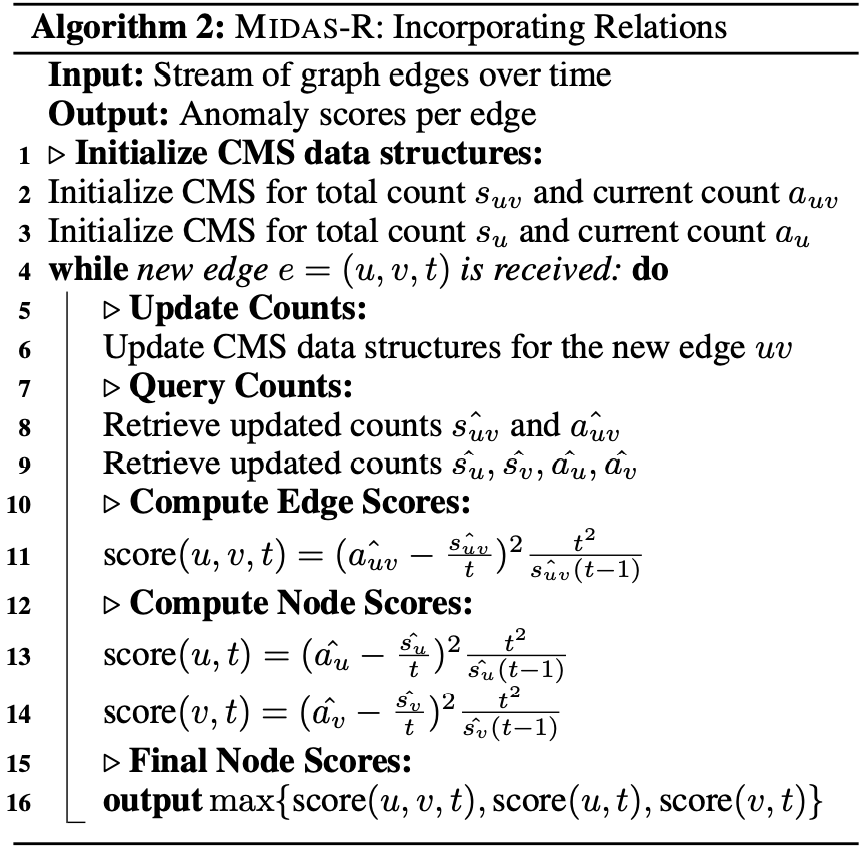 Algorithm 2: MIDAS-R: Incorporating Relations
Input: Stream of graph edges over time
Output: Anomaly scores per edge
1 ▷ Initialize CMS data structures:
2 Initialize CMS for total count s_{uv} and current count a_{uv}
3 Initialize CMS for total count s_u and current count a_u
4 while new edge e = (u, v, t) is received: do
5 ▷ Update Counts:
6 Update CMS data structures for the new edge uv
7 ▷ Query Counts:
8 Retrieve updated counts \hat{s_{uv}} and \hat{a_{uv}}
9 Retrieve updated counts \hat{s_u}, \hat{s_v}, \hat{a_u}, \hat{a_v}
10 ▷ Compute Edge Scores:
11 score(u, v, t) = (\hat{a_{uv}} − \frac{\hat{s_{uv}}}{t})^2 \frac{t^2}{\hat{s_{uv}}(t−1)}
12 ▷ Compute Node Scores:
13 score(u, t) = (\hat{a_u} − \frac{\hat{s_u}}{t})^2 \frac{t^2}{\hat{s_u}(t−1)}
14 score(v, t) = (\hat{a_v} − \frac{\hat{s_v}}{t})^2 \frac{t^2}{\hat{s_v}(t−1)}
15 ▷ Final Node Scores:
16 output max{score(u, v, t), score(u, t), score(v, t)}